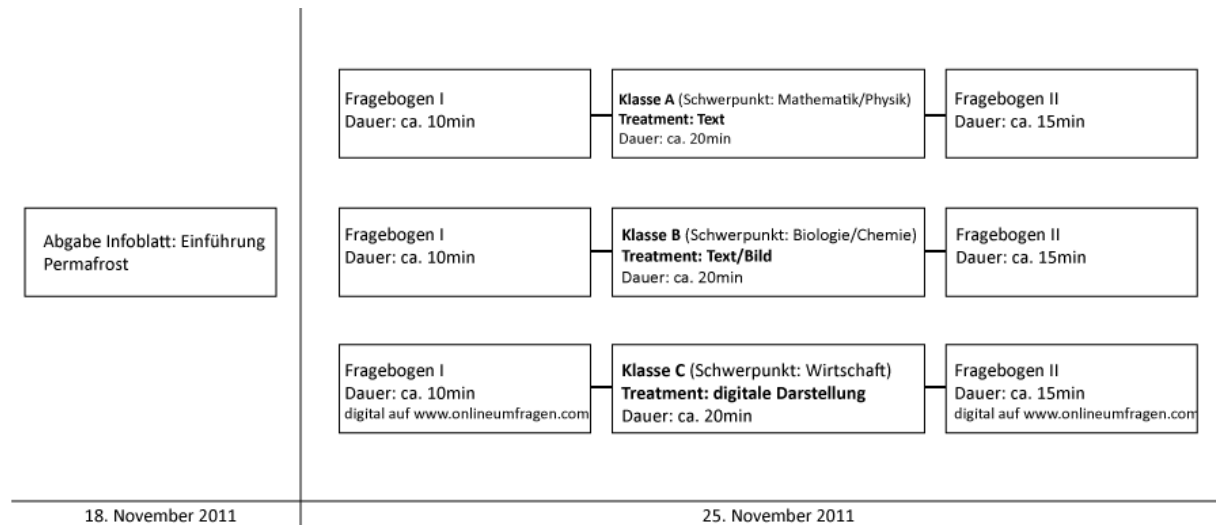 Abgabe Infoblatt: Einführung
Permafrost
Fragebogen I
Dauer: ca. 10min
Klasse A (Schwerpunkt: Mathematik/Physik)
Treatment: Text
Dauer: ca. 20min
Fragebogen II
Dauer: ca. 15min
Fragebogen I
Dauer: ca. 10min
Klasse B (Schwerpunkt: Biologie/Chemie)
Treatment: Text/Bild
Dauer: ca. 20min
Fragebogen II
Dauer: ca. 15min
Fragebogen I
Dauer: ca. 10min
digital auf www.onlineumfragen.com
Klasse C (Schwerpunkt: Wirtschaft)
Treatment: digitale Darstellung
Dauer: ca. 20min
Fragebogen II
Dauer: ca. 15min
digital auf www.onlineumfragen.com
18. November 2011
25. November 2011